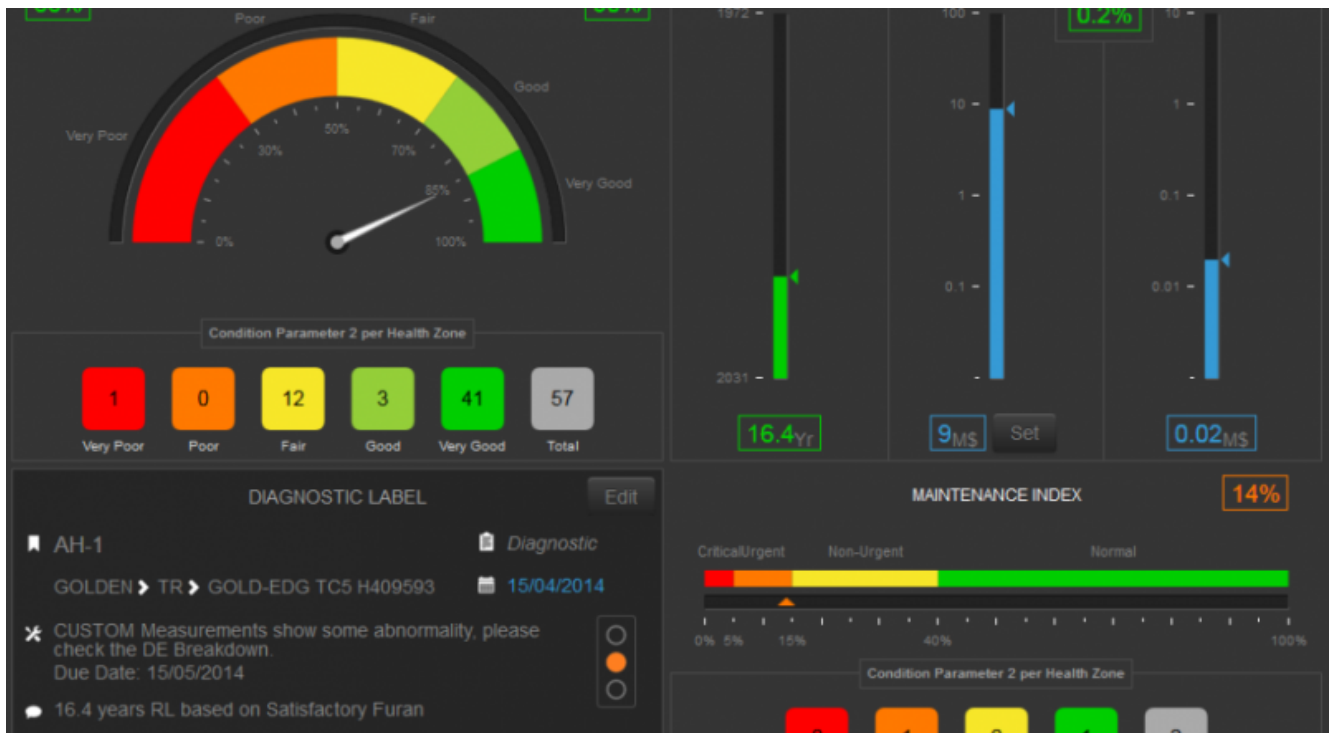 Poor
Fair
Good
Very Poor
Very Good
0%
30%
50%
70%
85%
100%
Condition Parameter 2 per Health Zone
1
0
12
3
41
57
Very Poor
Poor
Fair
Good
Very Good
Total
1972
2031
16.4Yr
100
10
1
0.1
9M$
Set
0.2%
10
1
0.1
0.01
0.02M$
DIAGNOSTIC LABEL
Edit
AH-1
Diagnostic
GOLDEN > TR > GOLD-EDG TC5 H409593
15/04/2014
CUSTOM Measurements show some abnormality, please
check the DE Breakdown.
Due Date: 15/05/2014
16.4 years RL based on Satisfactory Furan
MAINTENANCE INDEX
14%
CriticalUrgent
Non-Urgent
Normal
0%
5%
15%
40%
100%
Condition Parameter 2 per Health Zone